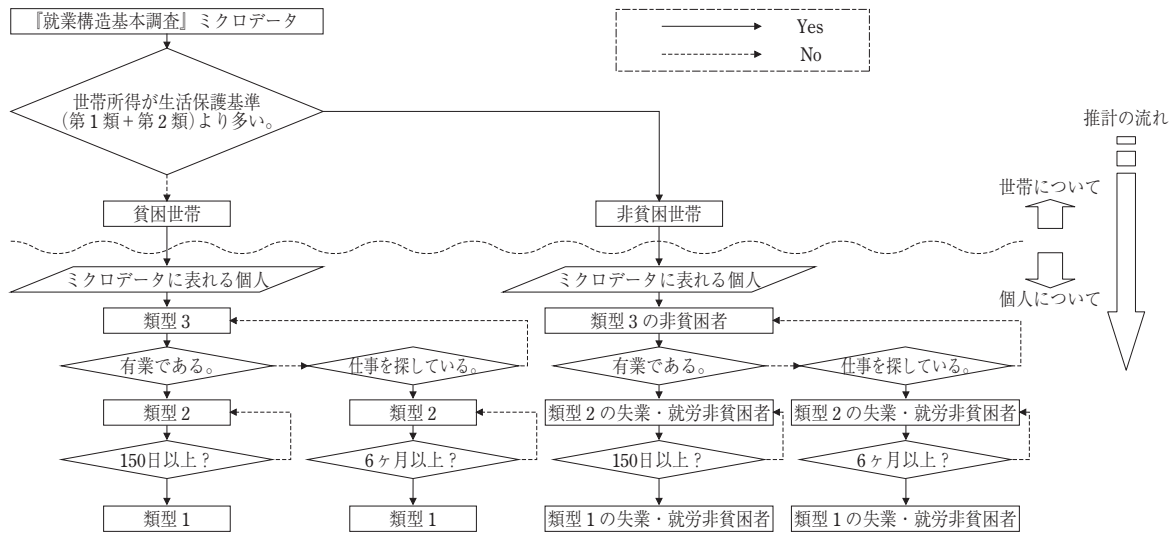 『就業構造基本調査』ミクロデータ
Yes
No
世帯所得が生活保護基準
(第1類+第2類)より多い。
推計の流れ
世帯について
貧困世帯
非貧困世帯
ミクロデータに表れる個人
ミクロデータに表れる個人
個人について
類型3
類型3の非貧困者
有業である。
仕事を探している。
有業である。
仕事を探している。
類型2
類型2
類型2の失業・就労非貧困者
類型2の失業・就労非貧困者
150日以上?
6ヶ月以上?
150日以上?
6ヶ月以上?
類型1
類型1
類型1の失業・就労非貧困者
類型1の失業・就労非貧困者